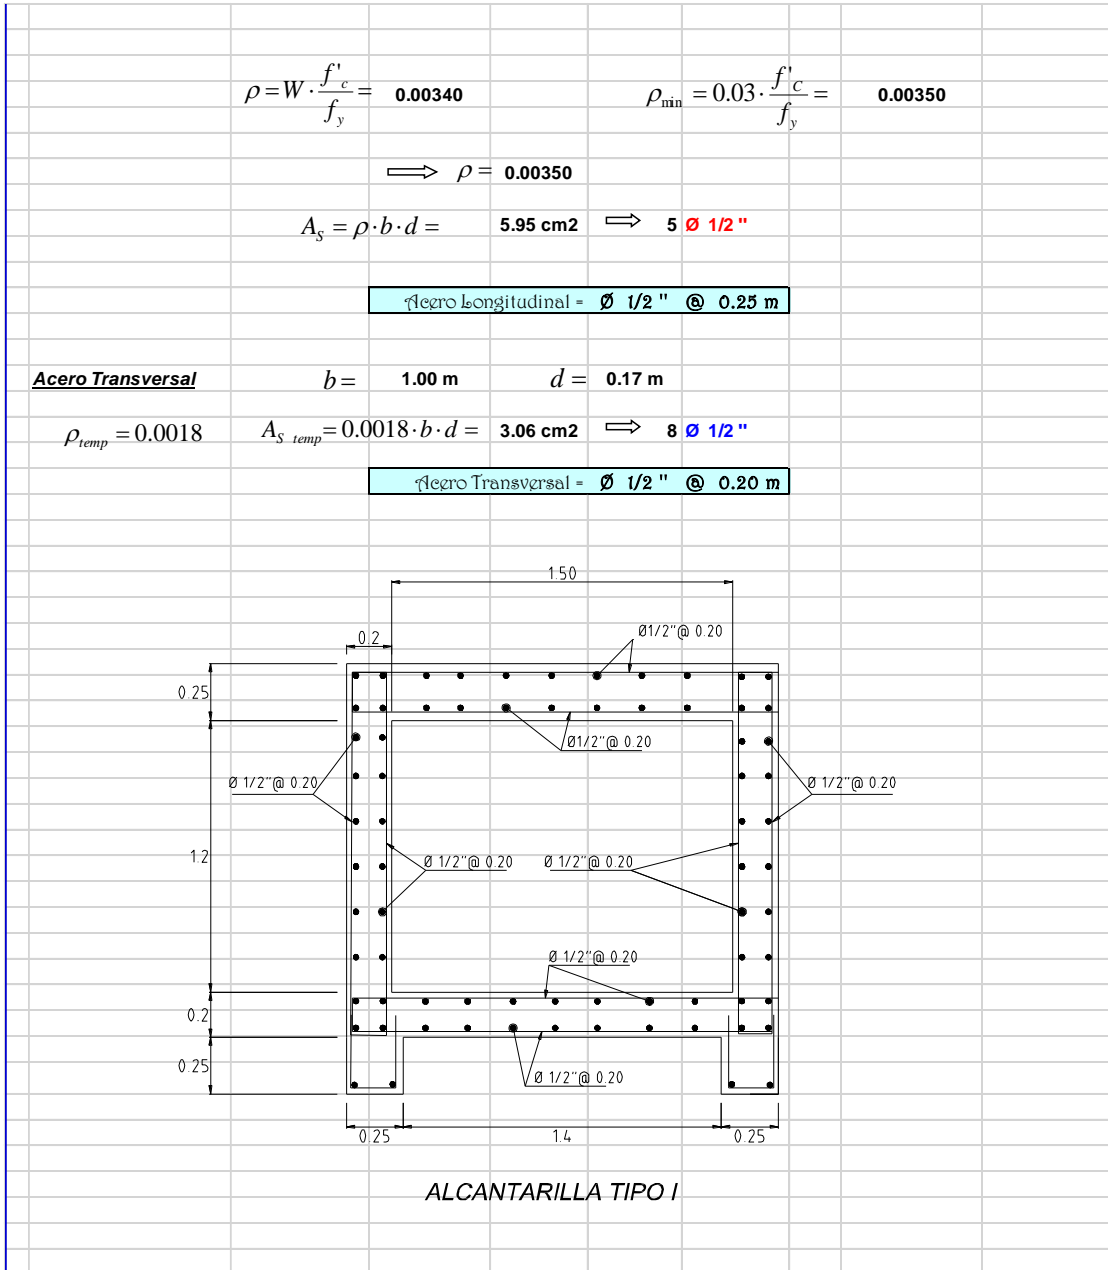 ρ = W · f'c / fy = 0.00340 ρmin = 0.03 · f'C / fy = 0.00350
⇒ ρ = 0.00350
AS = ρ · b · d = 5.95 cm2 ⇒ 5 Ø 1/2 "
Acero Longitudinal = Ø 1/2 " @ 0.25 m
Acero Transversal b = 1.00 m d = 0.17 m
ρtemp = 0.0018 AS temp = 0.0018 · b · d = 3.06 cm2 ⇒ 8 Ø 1/2 "
Acero Transversal = Ø 1/2 " @ 0.20 m
1.50
Ø1/2"@ 0.20
0.2
0.25
Ø1/2"@ 0.20
Ø 1/2"@ 0.20
Ø 1/2"@ 0.20
1.2
Ø 1/2"@ 0.20
Ø 1/2"@ 0.20
Ø 1/2"@ 0.20
0.2
0.25
Ø 1/2"@ 0.20
0.25
1.4
0.25
ALCANTARILLA TIPO I